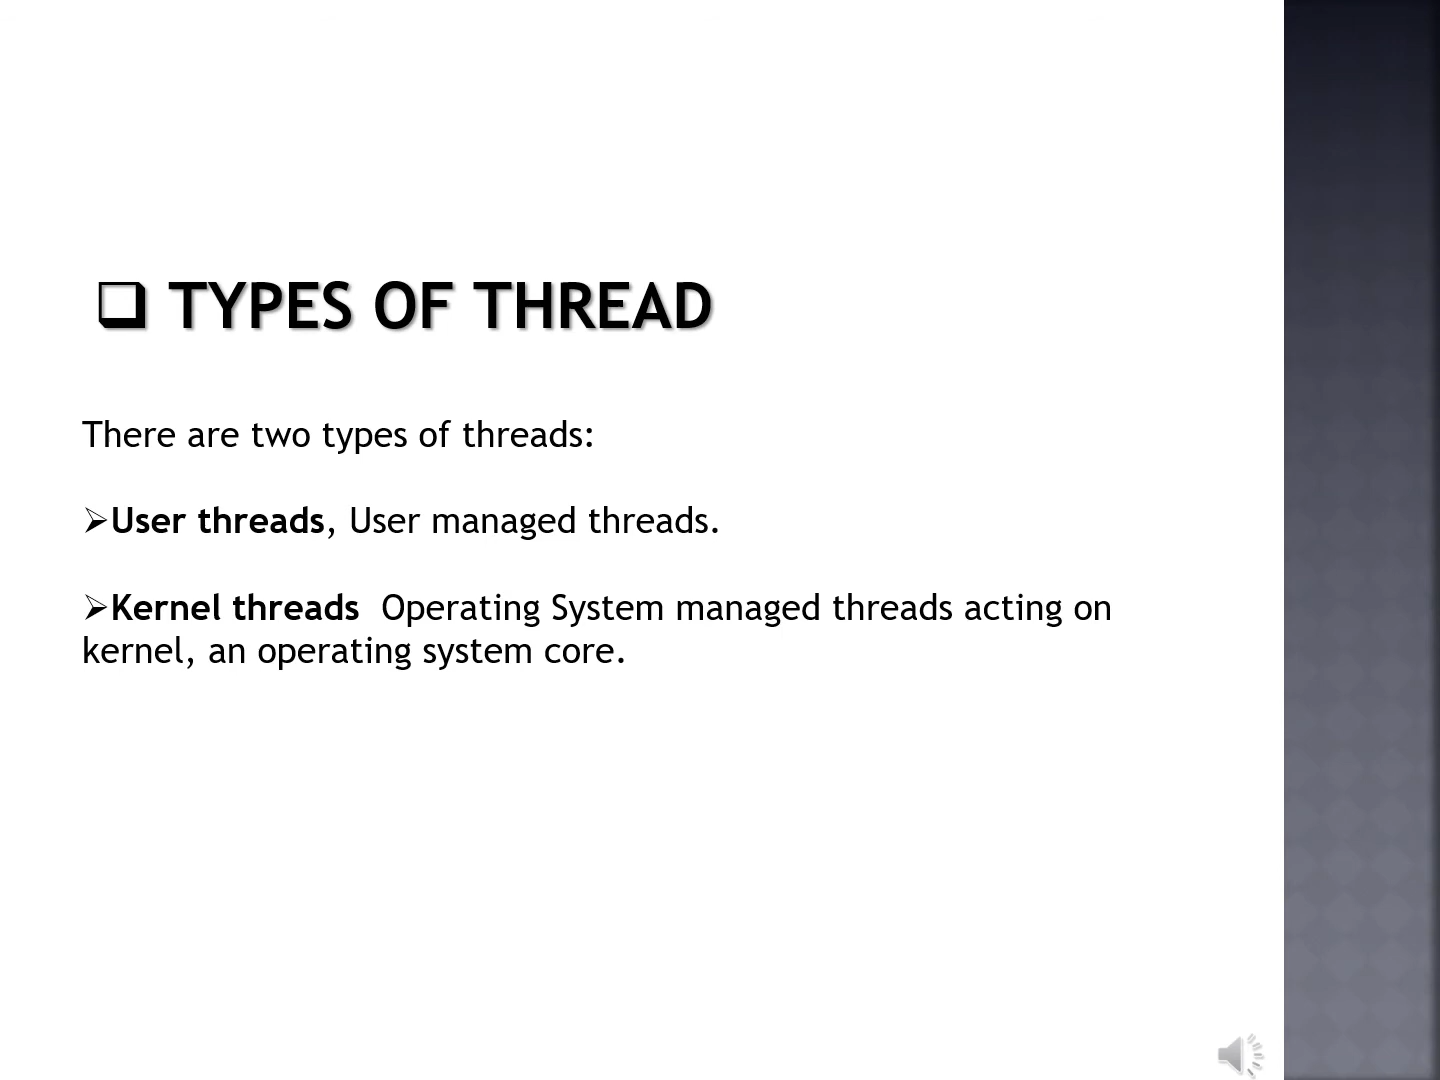 ❑ TYPES OF THREAD
There are two types of threads:
➢User threads, User managed threads.
➢Kernel threads  Operating System managed threads acting on
kernel, an operating system core.